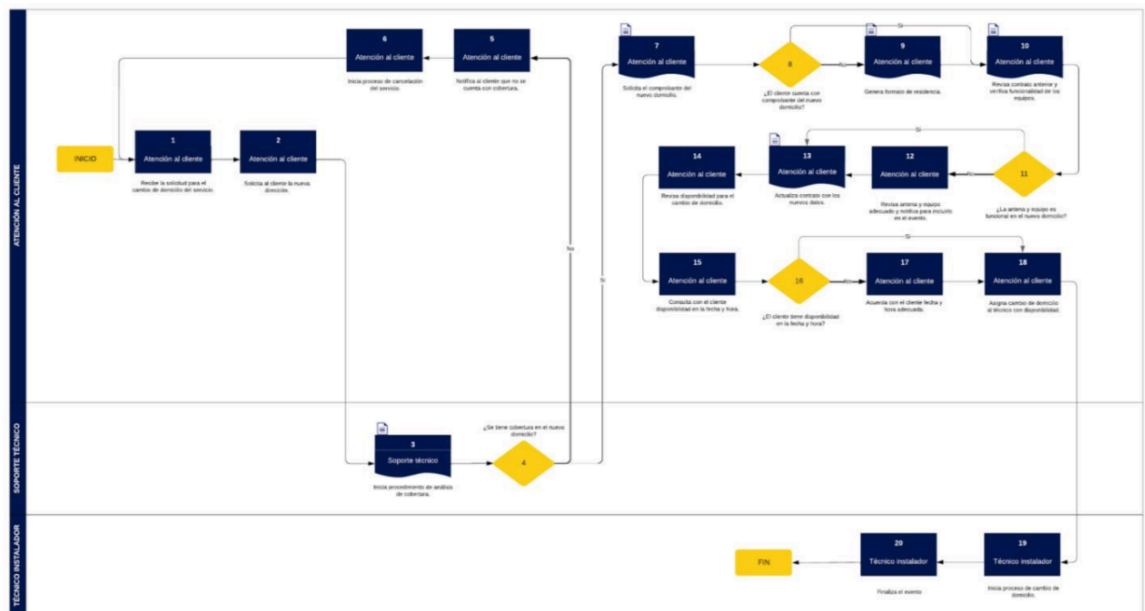 ATENCIÓN AL CLIENTE
INICIO
1
Atención al cliente
Recibe la solicitud para el
cambio de domicilio del servicio.
2
Atención al cliente
Solicita al cliente la nueva
dirección.
6
Atención al cliente
Inicia proceso de cancelación
del servicio.
5
Atención al cliente
Notifica al cliente que no se
cuenta con cobertura.
No
Si
7
Atención al cliente
Solicita el comprobante del
nuevo domicilio.
8
¿El cliente cuenta con
comprobante del nuevo
domicilio?
Si
No
9
Atención al cliente
Genera formato de residencia.
10
Atención al cliente
Revisa contrato anterior y
verifica funcionalidad de los
equipos.
11
¿La antena y equipo es
funcional en el nuevo domicilio?
Si
No
12
Atención al cliente
Revisa antena y equipo
adecuado y notifica para incluirlo
en el evento.
13
Atención al cliente
Actualiza contrato con los
nuevos datos.
14
Atención al cliente
Revisa disponibilidad para el
cambio de domicilio.
15
Atención al cliente
Consulta con el cliente
disponibilidad en la fecha y hora.
16
¿El cliente tiene disponibilidad
en la fecha y hora?
Si
No
17
Atención al cliente
Acuerda con el cliente fecha y
hora adecuada.
18
Atención al cliente
Asigna cambio de domicilio
al técnico con disponibilidad.
SOPORTE TÉCNICO
3
Soporte técnico
Inicia procedimiento de análisis
de cobertura.
¿Se tiene cobertura en el nuevo
domicilio?
4
TÉCNICO INSTALADOR
19
Técnico instalador
Inicia proceso de cambio de
domicilio.
20
Técnico instalador
Finaliza el evento
FIN